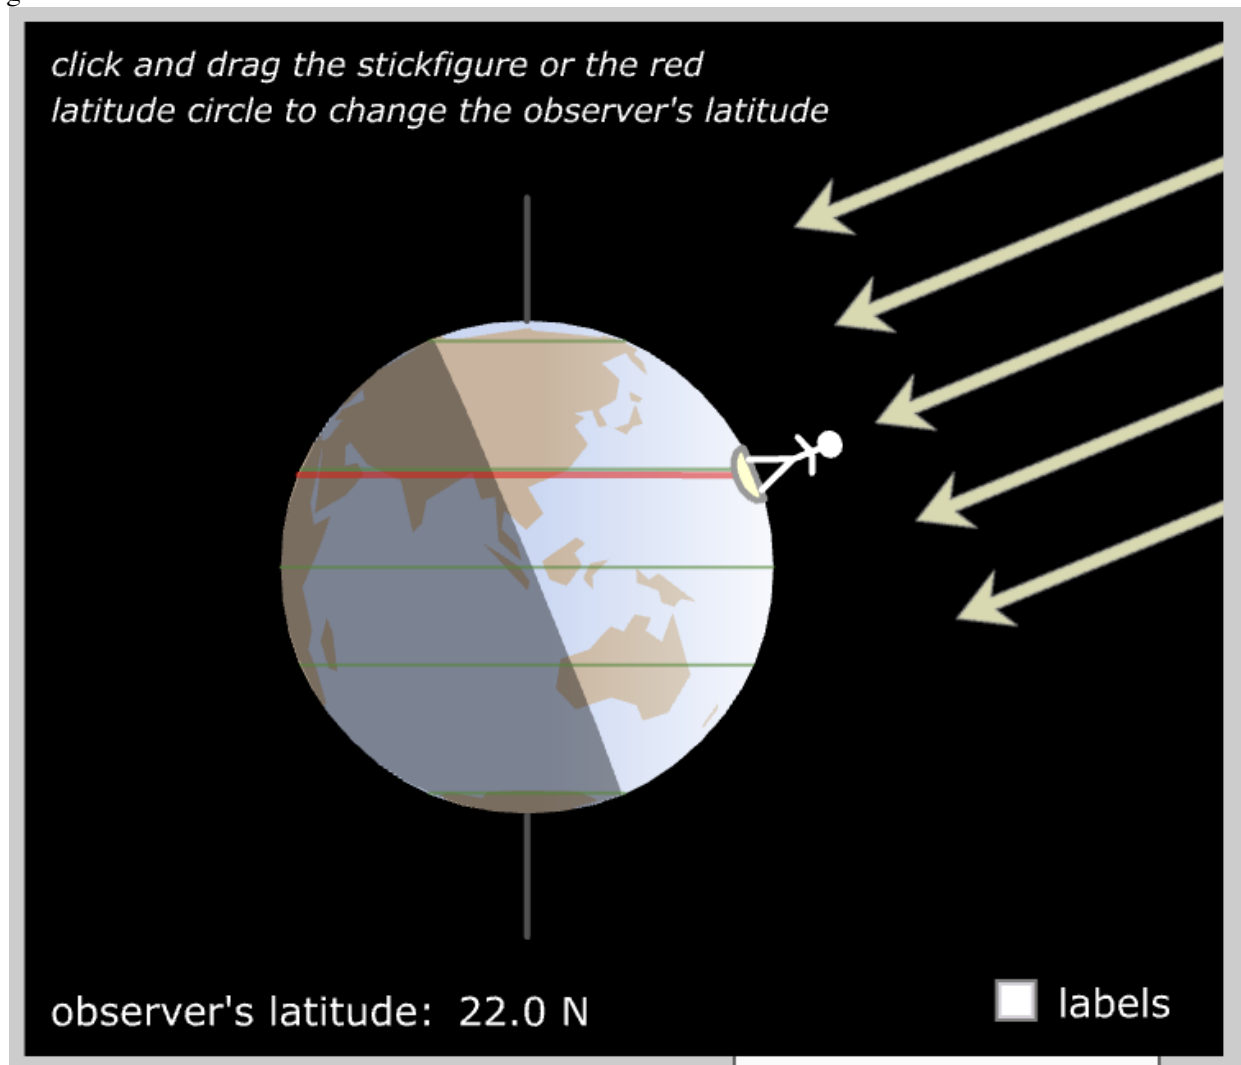 click and drag the stickfigure or the red
latitude circle to change the observer's latitude
observer's latitude: 22.0 N
labels